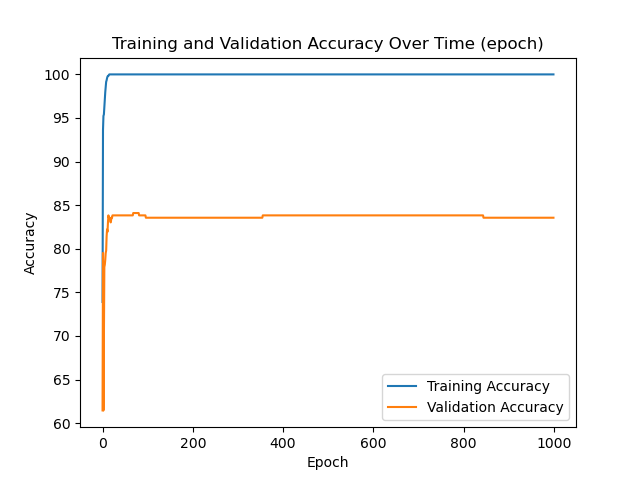 Training and Validation Accuracy Over Time (epoch)
100
95
90
85
80
75
70
65
60
Accuracy
Training Accuracy
Validation Accuracy
0 200 400 600 800 1000
Epoch